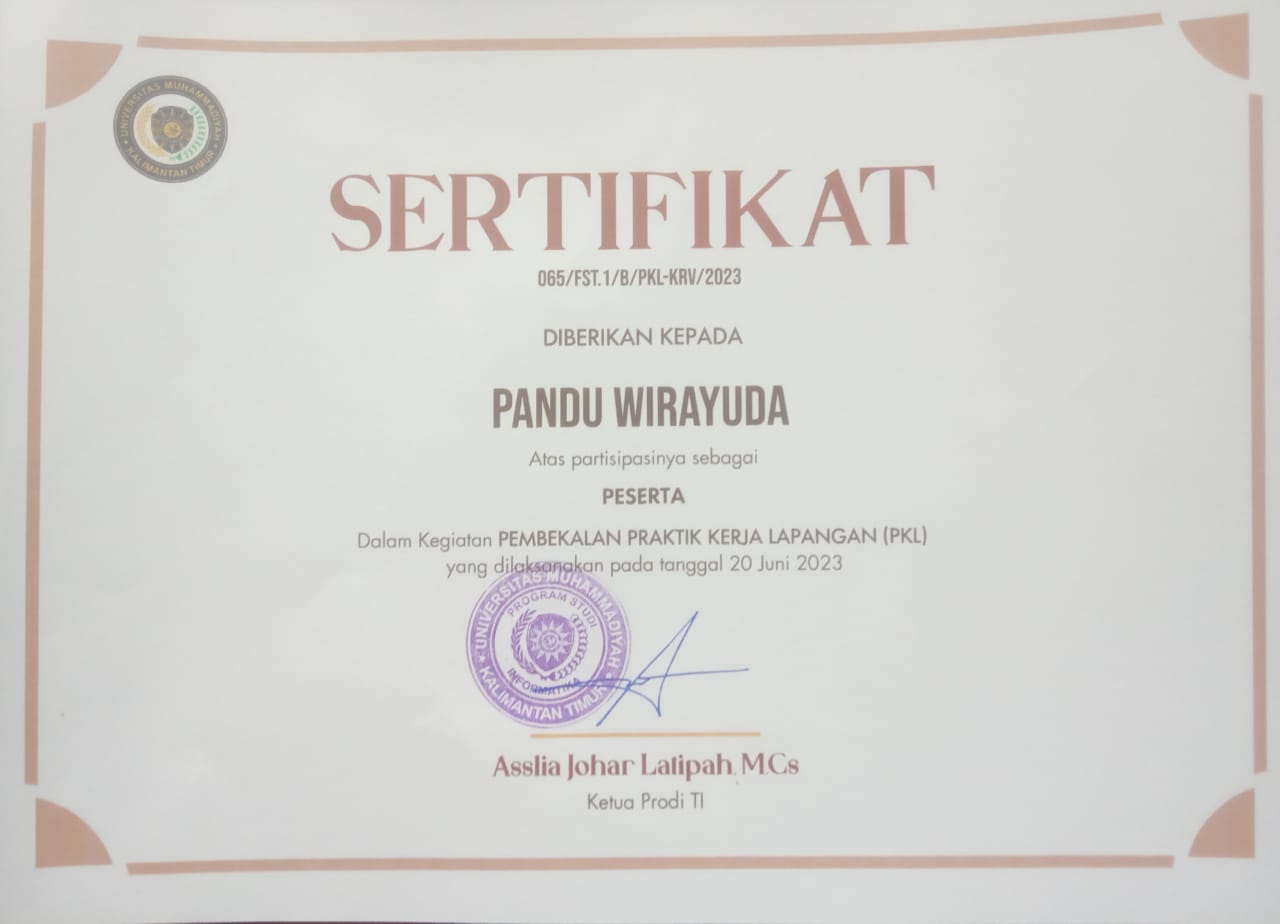 UNIVERSITAS MUHAMMADIYAH
KALIMANTAN TIMUR
SERTIFIKAT
065/FST.1/B/PKL-KRV/2023
DIBERIKAN KEPADA
PANDU WIRAYUDA
Atas partisipasinya sebagai
PESERTA
Dalam Kegiatan PEMBEKALAN PRAKTIK KERJA LAPANGAN (PKL)
yang dilaksanakan pada tanggal 20 Juni 2023
UNIVERSITAS MUHAMMADIYAH
PROGRAM STUDI
INFORMATIKA
KALIMANTAN TIMUR
Asslia Johar Latipah, M.Cs
Ketua Prodi TI